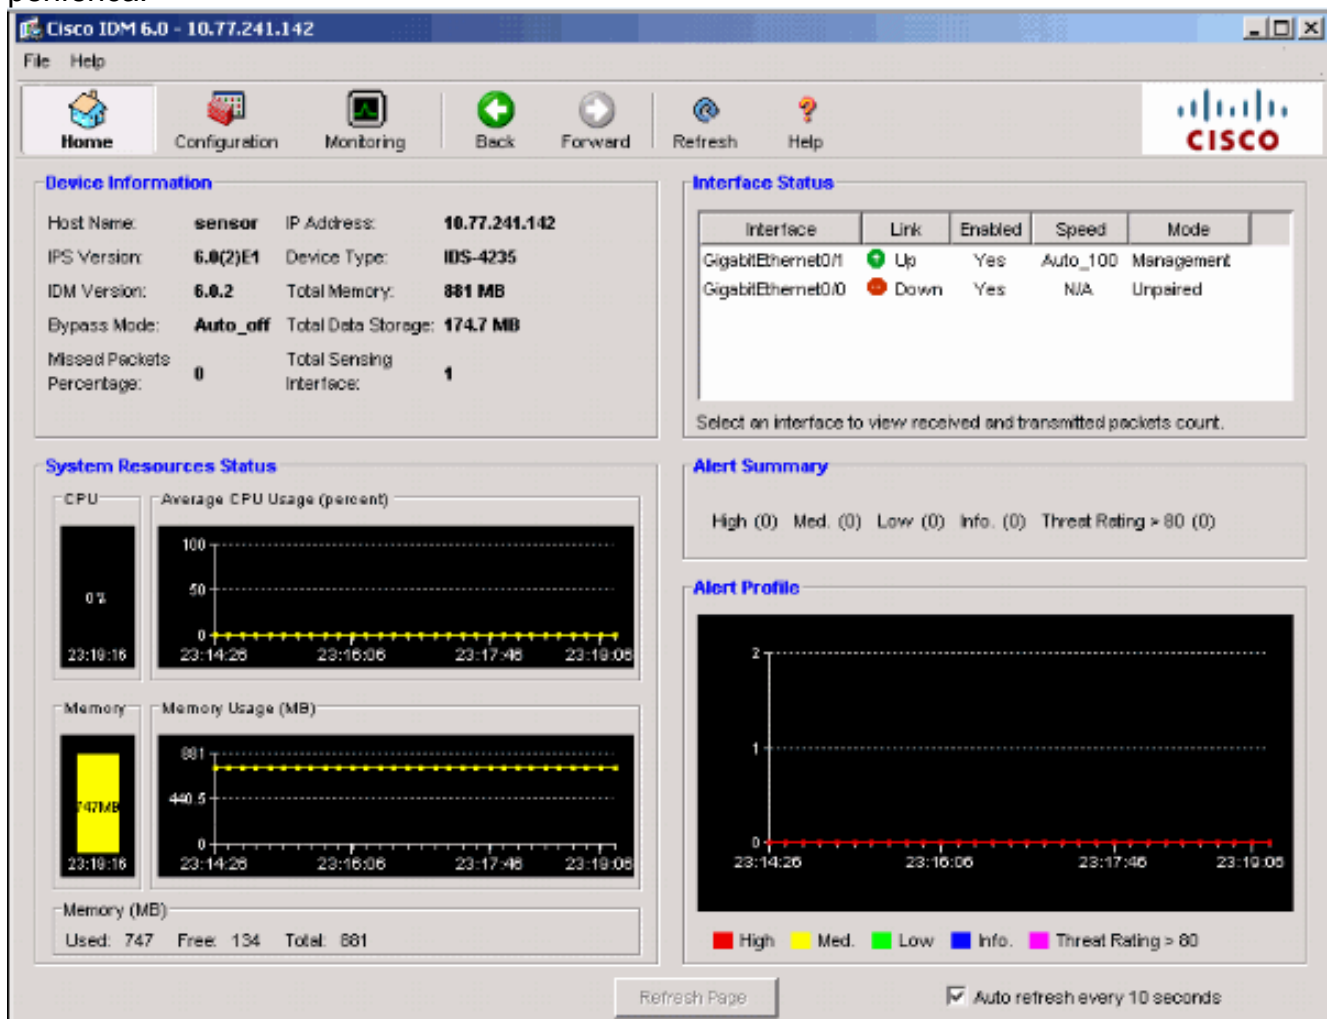 periférica.
Cisco IDM 6.0 - 10.77.241.142
File Help
Home Configuration Monitoring Back Forward Refresh Help
CISCO
Device Information
Host Name: sensor IP Address: 10.77.241.142
IPS Version: 6.0(2)E1 Device Type: IDS-4235
IDM Version: 6.0.2 Total Memory: 881 MB
Bypass Mode: Auto_off Total Data Storage: 174.7 MB
Missed Packets Percentage: 0 Total Sensing Interface: 1
Interface Status
Interface Link Enabled Speed Mode
GigabitEthernet0/1 Up Yes Auto_100 Management
GigabitEthernet0/0 Down Yes N/A Unpaired
Select an interface to view received and transmitted packets count.
System Resources Status
CPU
0%
23:19:16
Average CPU Usage (percent)
100
50
0
23:14:26 23:16:06 23:17:46 23:19:06
Memory
747MB
23:19:16
Memory Usage (MB)
881
440.5
0
23:14:26 23:16:06 23:17:46 23:19:06
Memory (MB)
Used: 747 Free: 134 Total: 881
Alert Summary
High (0) Med. (0) Low (0) Info. (0) Threat Rating > 80 (0)
Alert Profile
2
1
0
23:14:26 23:16:06 23:17:46 23:19:06
High Med. Low Info. Threat Rating > 80
Refresh Page
Auto refresh every 10 seconds